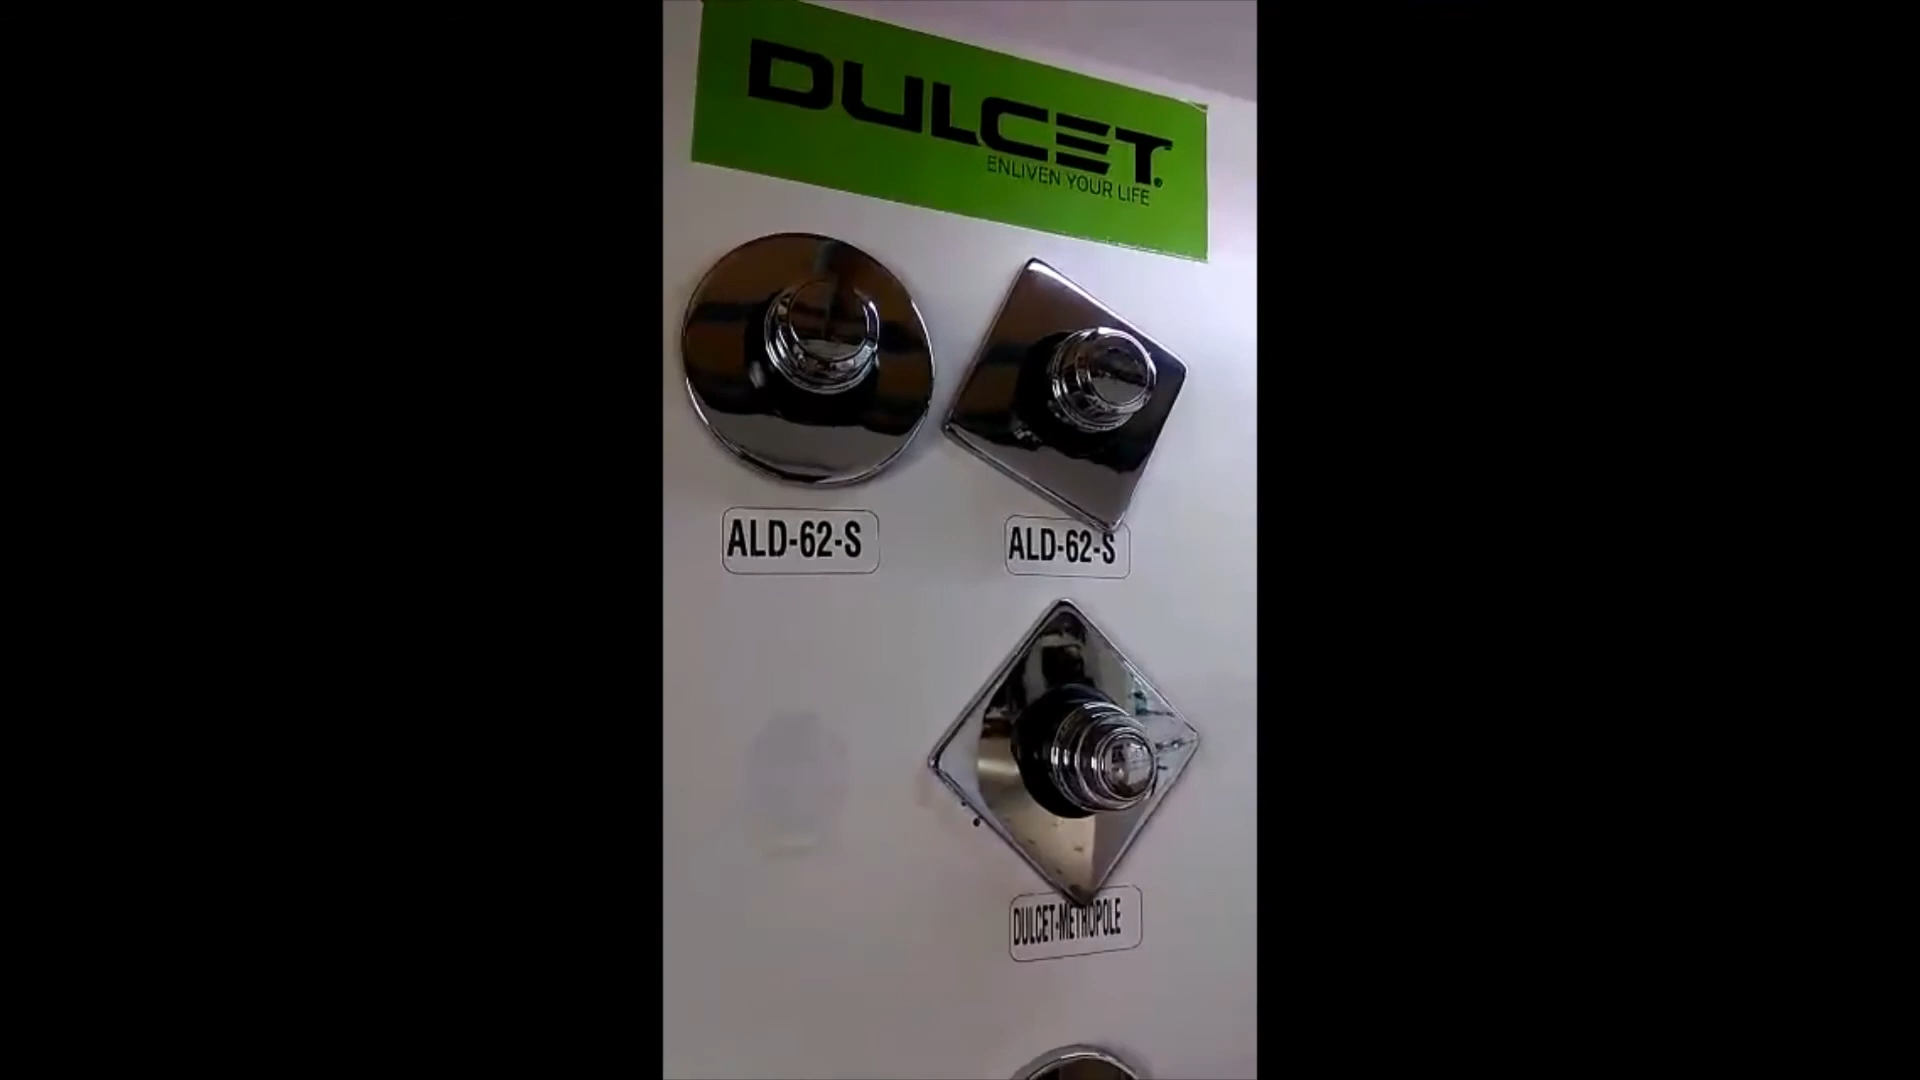 DULCET®
ENLIVEN YOUR LIFE
ALD-62-S
ALD-62-S
DULCET-METROPOLE